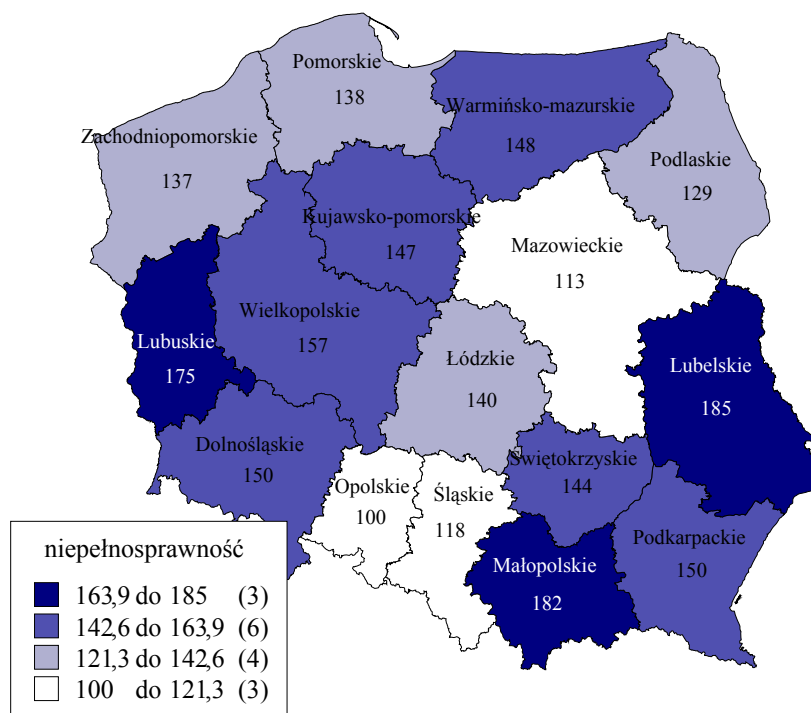 Pomorskie
138
Warmińsko-mazurskie
148
Zachodniopomorskie
137
Podlaskie
129
Kujawsko-pomorskie
147
Mazowieckie
113
Wielkopolskie
157
Lubuskie
175
Łódzkie
140
Lubelskie
185
Dolnośląskie
150
Świętokrzyskie
144
Opolskie
100
Śląskie
118
Podkarpackie
150
Małopolskie
182
niepełnosprawność
163,9 do 185 (3)
142,6 do 163,9 (6)
121,3 do 142,6 (4)
100 do 121,3 (3)